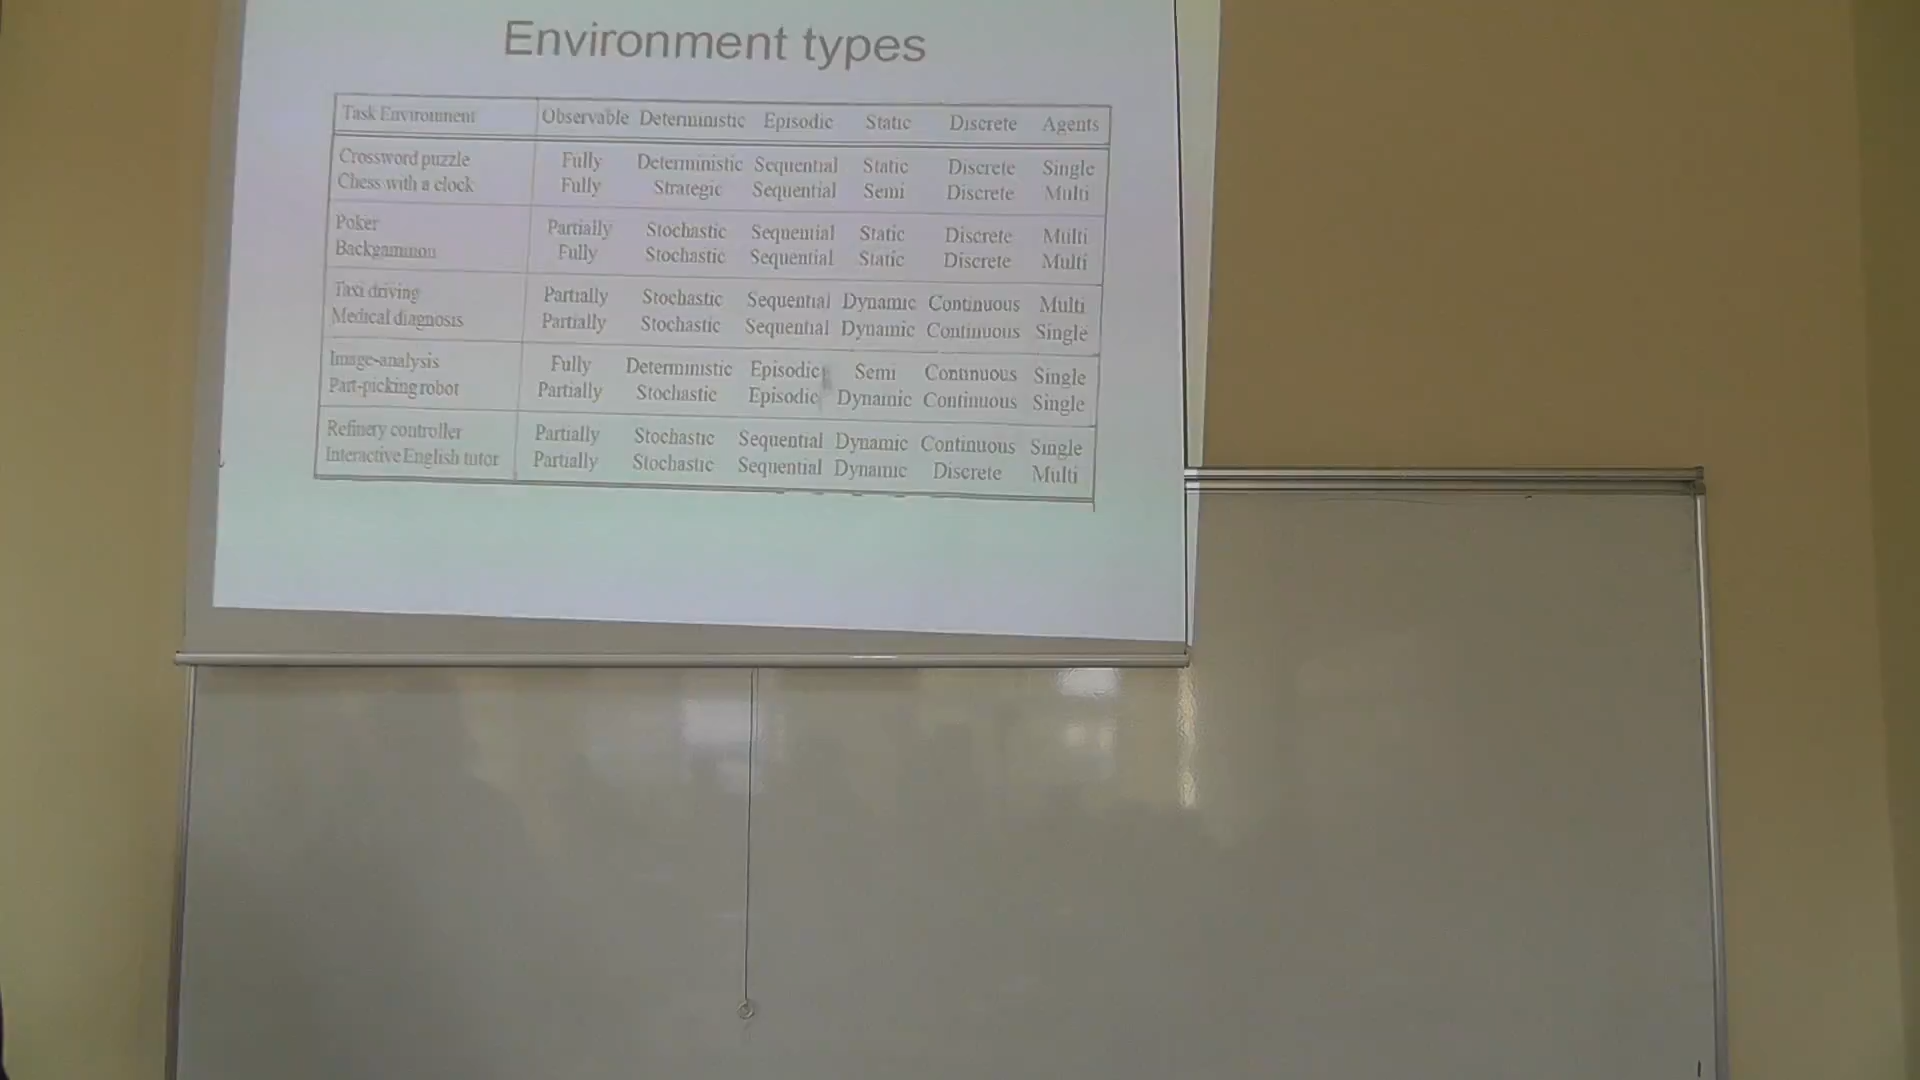 Environment types
Task Environment Observable Deterministic Episodic Static Discrete Agents
Crossword puzzle Fully Deterministic Sequential Static Discrete Single
Chess with a clock Fully Strategic Sequential Semi Discrete Multi
Poker Partially Stochastic Sequential Static Discrete Multi
Backgammon Fully Stochastic Sequential Static Discrete Multi
Taxi driving Partially Stochastic Sequential Dynamic Continuous Multi
Medical diagnosis Partially Stochastic Sequential Dynamic Continuous Single
Image-analysis Fully Deterministic Episodic Semi Continuous Single
Part-picking robot Partially Stochastic Episodic Dynamic Continuous Single
Refinery controller Partially Stochastic Sequential Dynamic Continuous Single
Interactive English tutor Partially Stochastic Sequential Dynamic Discrete Multi